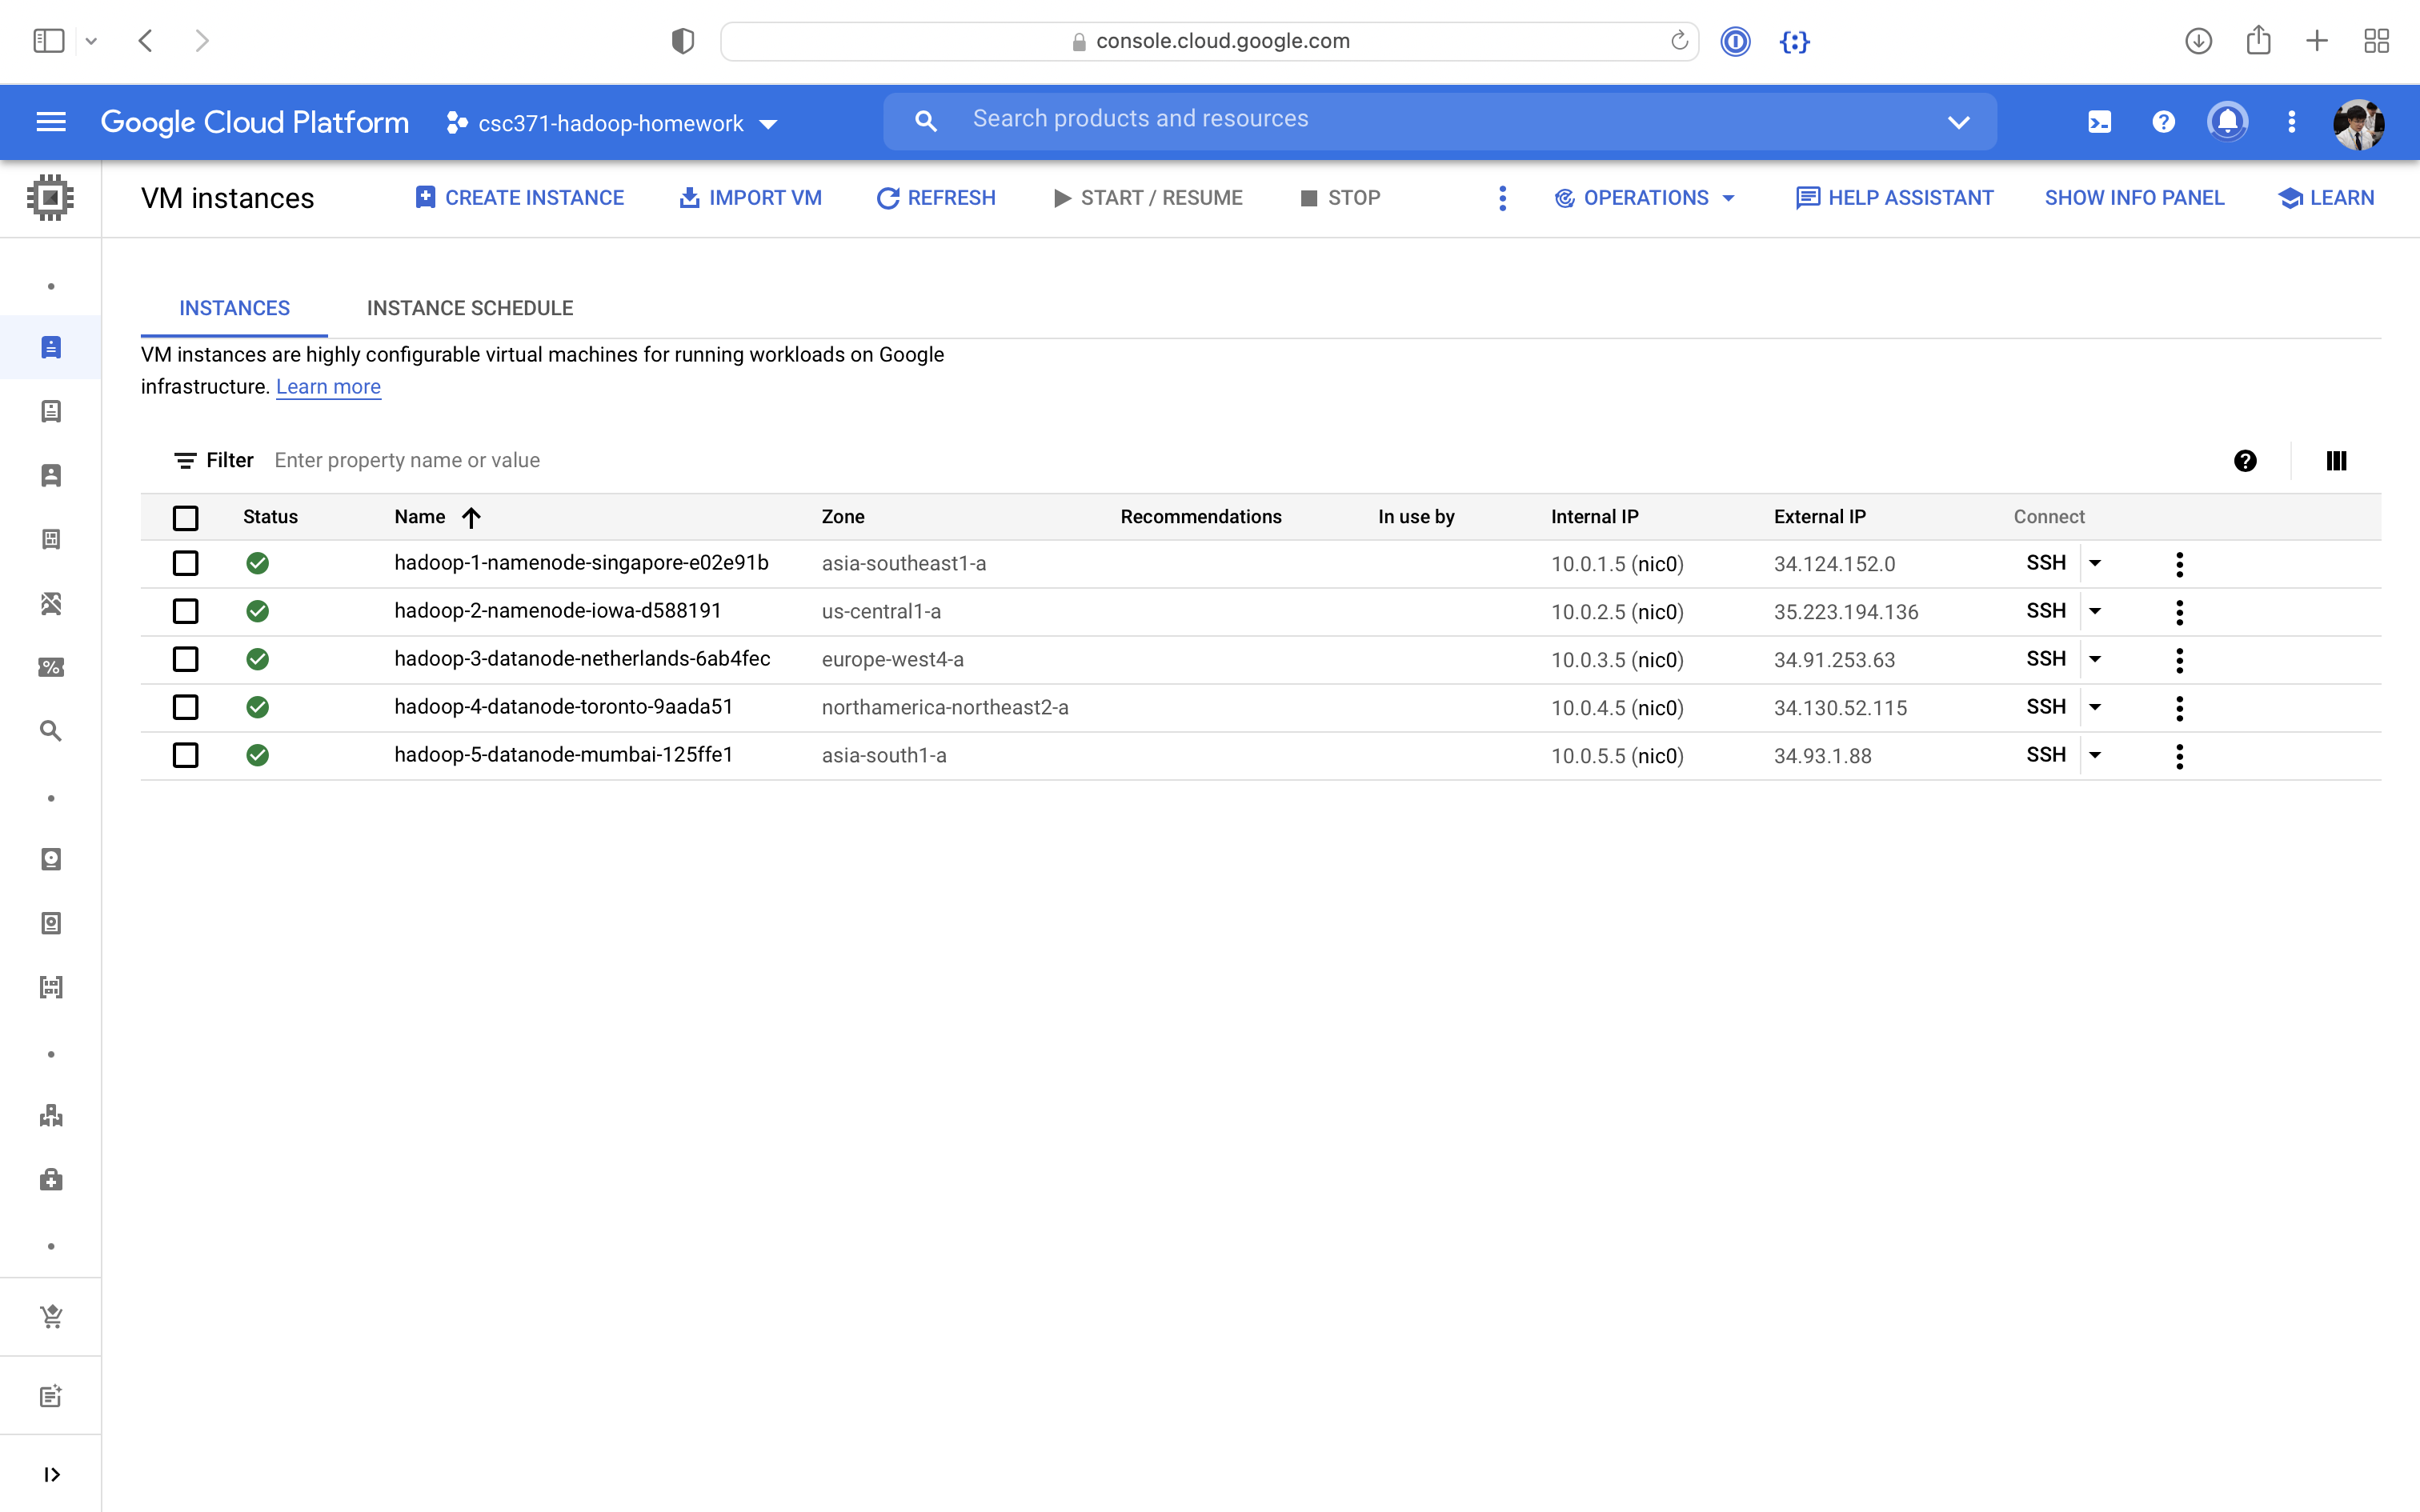 console.cloud.google.com
Google Cloud Platform csc371-hadoop-homework Search products and resources
VM instances CREATE INSTANCE IMPORT VM REFRESH START / RESUME STOP OPERATIONS HELP ASSISTANT SHOW INFO PANEL LEARN
INSTANCES INSTANCE SCHEDULE
VM instances are highly configurable virtual machines for running workloads on Google
infrastructure. Learn more
Filter Enter property name or value
Status Name Zone Recommendations In use by Internal IP External IP Connect
hadoop-1-namenode-singapore-e02e91b asia-southeast1-a 10.0.1.5 (nic0) 34.124.152.0 SSH
hadoop-2-namenode-iowa-d588191 us-central1-a 10.0.2.5 (nic0) 35.223.194.136 SSH
hadoop-3-datanode-netherlands-6ab4fec europe-west4-a 10.0.3.5 (nic0) 34.91.253.63 SSH
hadoop-4-datanode-toronto-9aada51 northamerica-northeast2-a 10.0.4.5 (nic0) 34.130.52.115 SSH
hadoop-5-datanode-mumbai-125ffe1 asia-south1-a 10.0.5.5 (nic0) 34.93.1.88 SSH